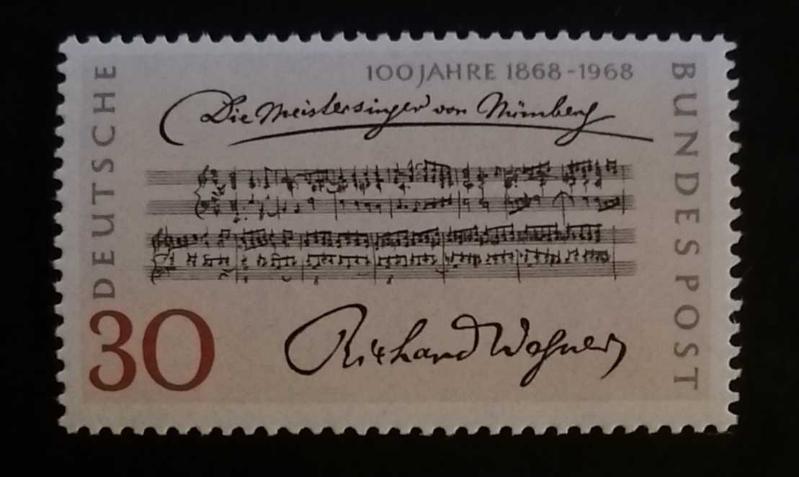 100 JAHRE 1868-1968
DEUTSCHE
BUNDESPOST
Die Meistersinger von Nürnberg
30
Richard Wagner